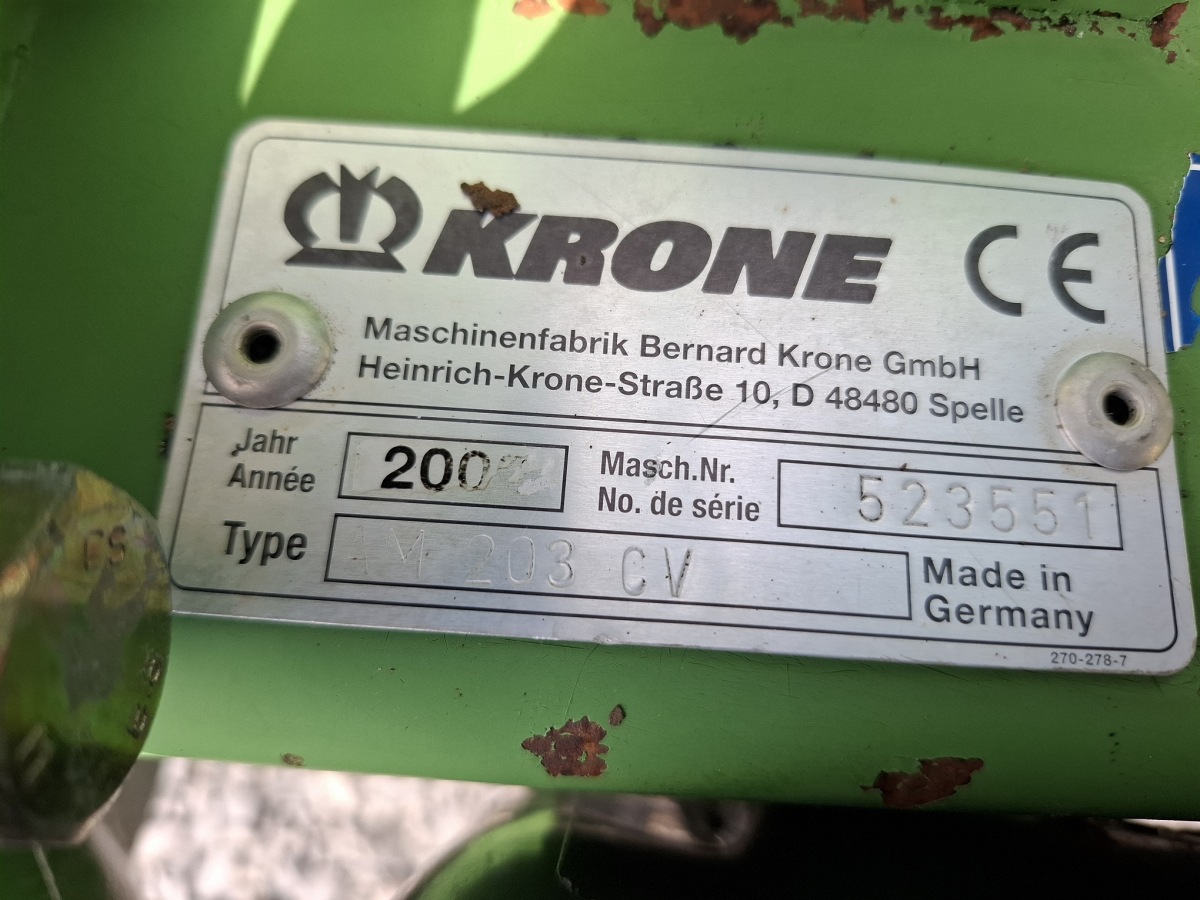 KRONE CE
Maschinenfabrik Bernard Krone GmbH
Heinrich-Krone-Straße 10, D 48480 Spelle
Jahr
Année
Masch.Nr.
No. de série
523551
Type
AM 203 CV
Made in
Germany
270-278-7